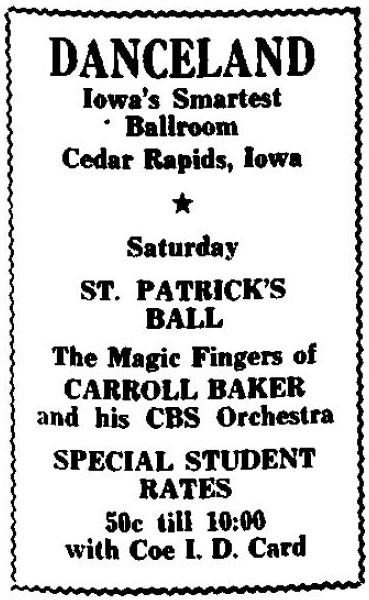 DANCELAND
Iowa's Smartest
Ballroom
Cedar Rapids, Iowa
★
Saturday
ST. PATRICK'S
BALL
The Magic Fingers of
CARROLL BAKER
and his CBS Orchestra
SPECIAL STUDENT
RATES
50c till 10:00
with Coe I. D. Card